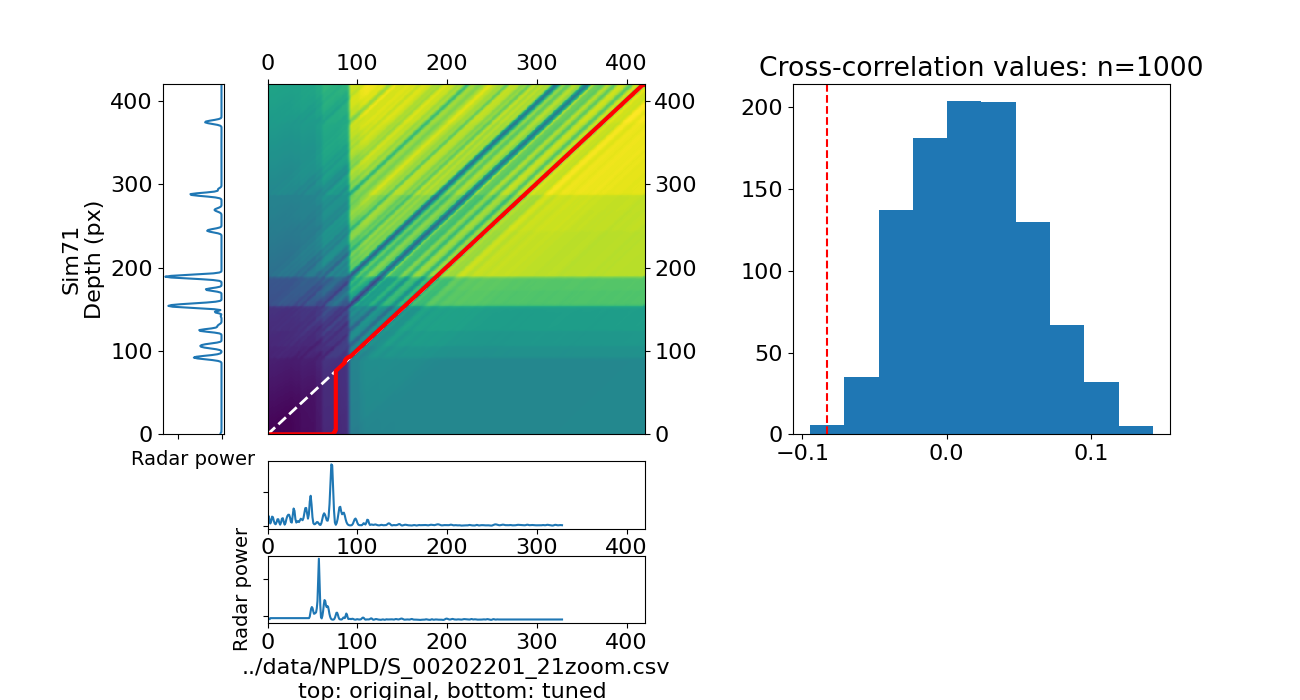 0 100 200 300 400
Cross-correlation values: n=1000
400
300
200
100
0
Sim71
Depth (px)
400
300
200
100
0
200
150
100
50
0
−0.1 0.0 0.1
Radar power
0 100 200 300 400
Radar power
0 100 200 300 400
../data/NPLD/S_00202201_21zoom.csv
top: original, bottom: tuned